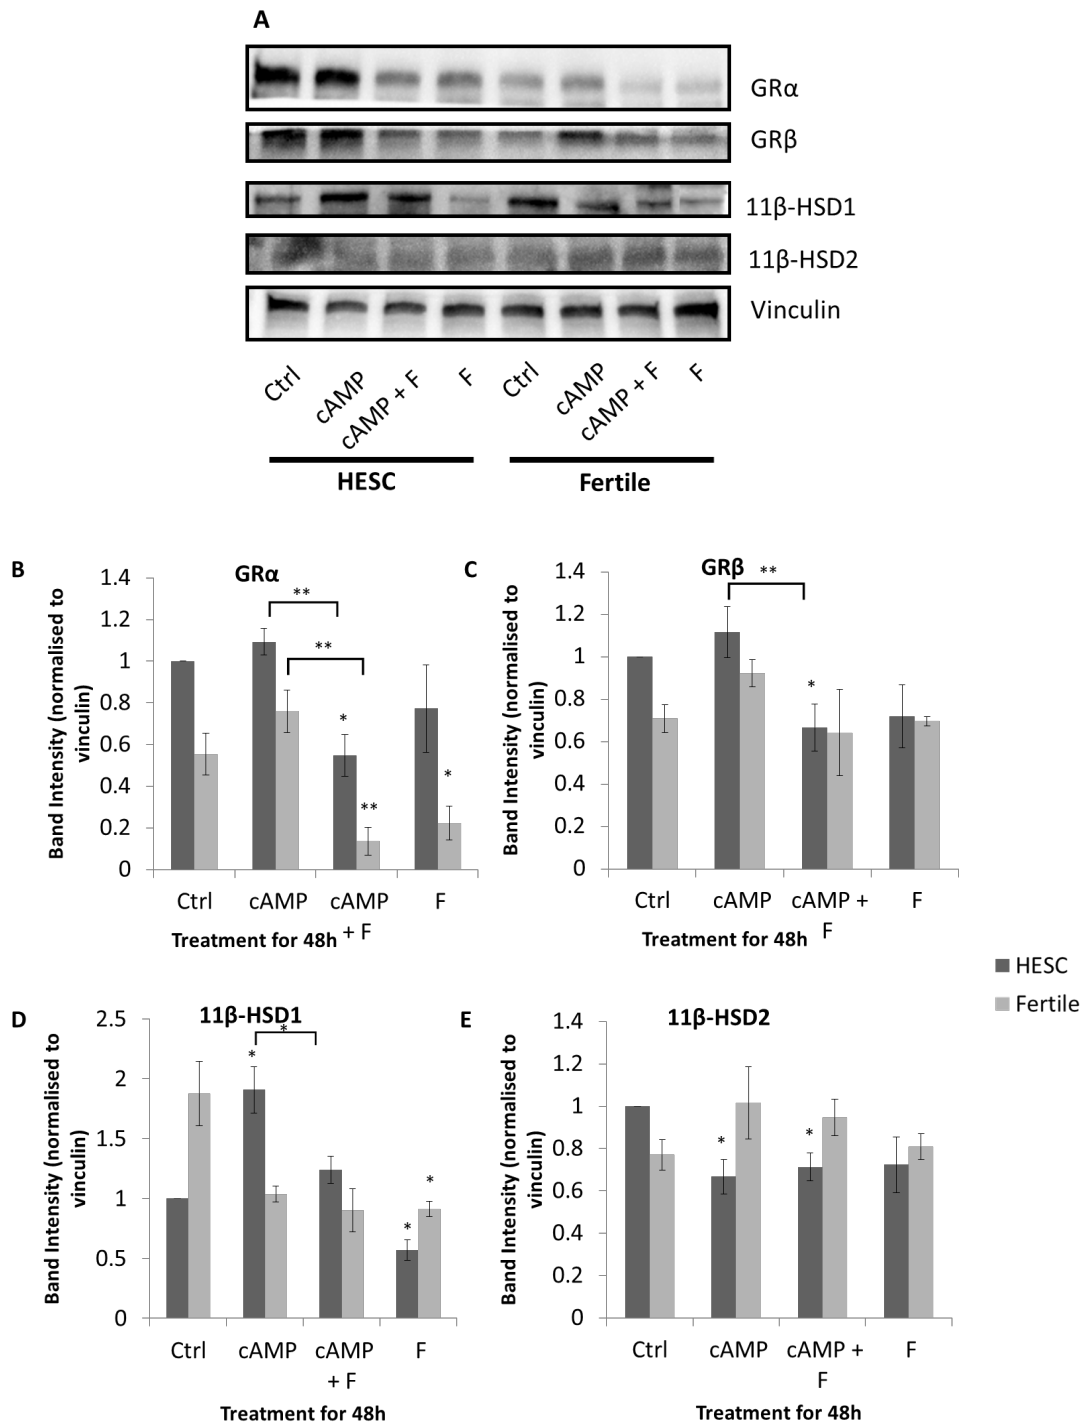 A
GRα
GRβ
11β-HSD1
11β-HSD2
Vinculin
Ctrl
cAMP
cAMP + F
F
Ctrl
cAMP
cAMP + F
F
HESC
Fertile
B
GRα
Band Intensity (normalised to
vinculin)
1.4
1.2
1
0.8
0.6
0.4
0.2
0
**
**
*
**
*
Ctrl
cAMP
cAMP
+ F
F
Treatment for 48h
C
GRβ
Band Intensity (normalised to
vinculin)
1.4
1.2
1
0.8
0.6
0.4
0.2
0
**
*
Ctrl
cAMP
cAMP +
F
F
Treatment for 48h
HESC
Fertile
D
11β-HSD1
Band Intensity (normalised to
vinculin)
2.5
2
1.5
1
0.5
0
*
*
*
*
Ctrl
cAMP
cAMP
+ F
F
Treatment for 48h
E
11β-HSD2
Band Intensity (normalised to
vinculin)
1.4
1.2
1
0.8
0.6
0.4
0.2
0
*
*
Ctrl
cAMP
cAMP +
F
F
Treatment for 48h